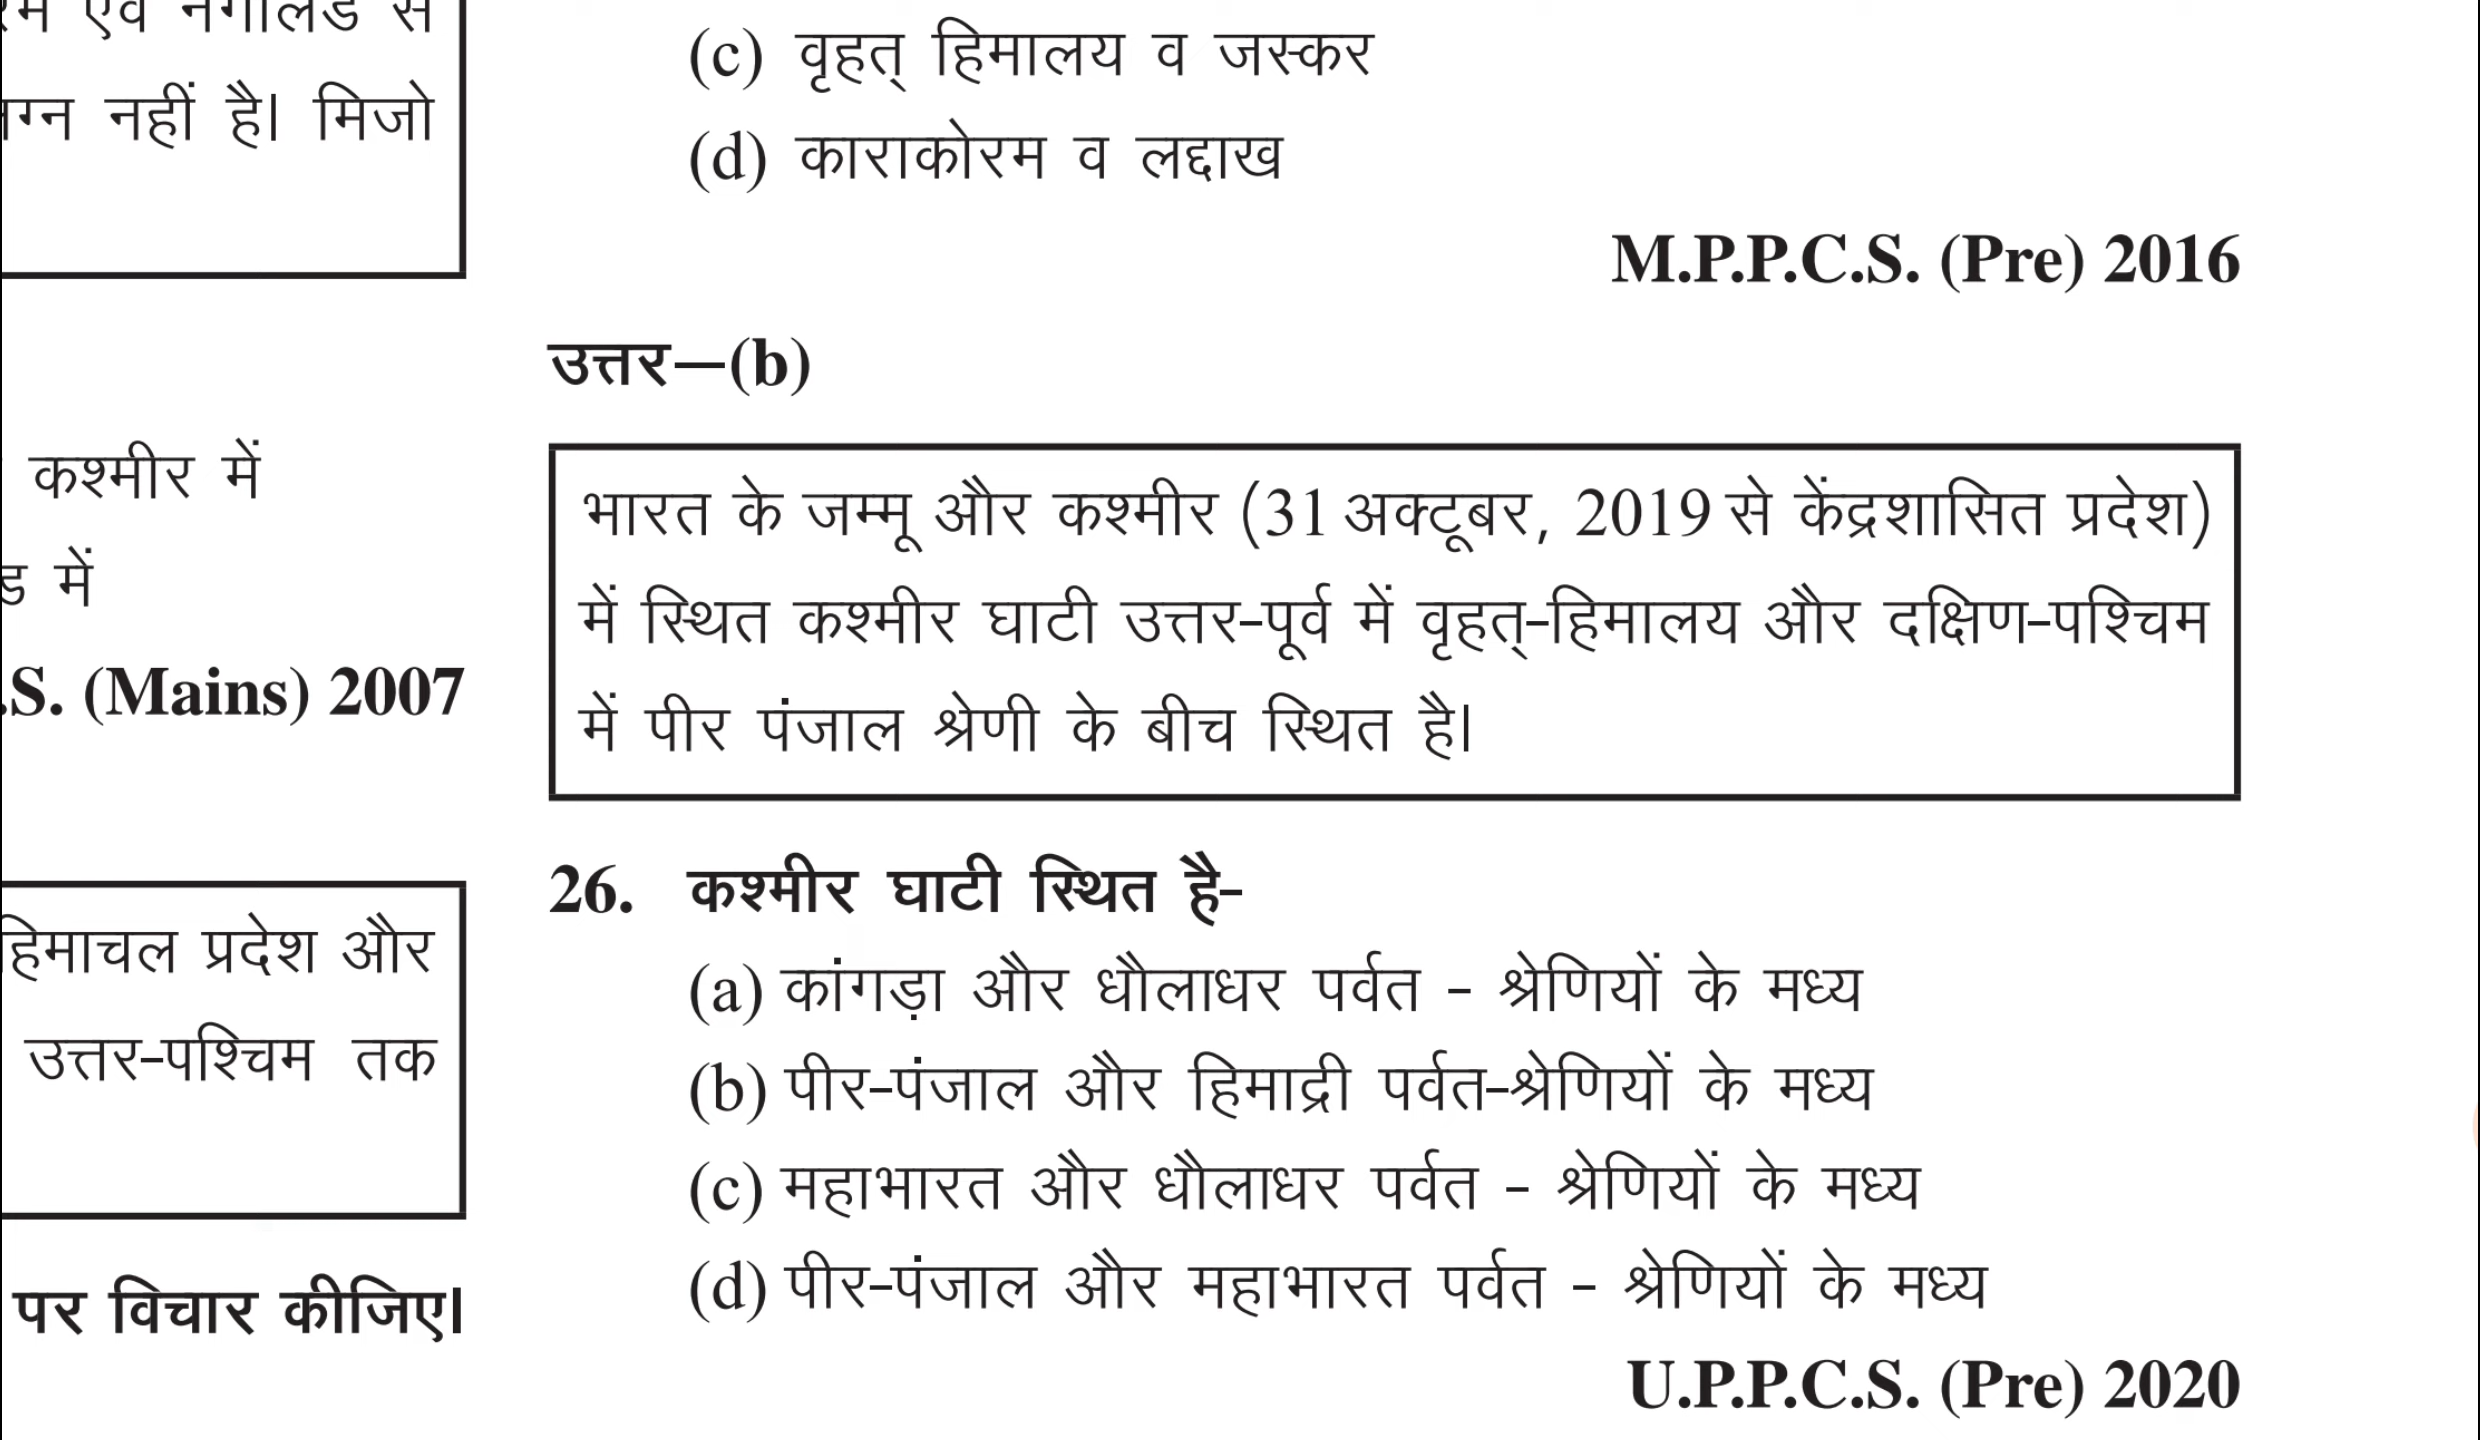 एवं नगालैंड से
नहीं है। मिजो
कश्मीर में
में
.S. (Mains) 2007
हिमाचल प्रदेश और
उत्तर-पश्चिम तक
पर विचार कीजिए।
(c) वृहत् हिमालय व जस्कर
(d) काराकोरम व लद्दाख
M.P.P.C.S. (Pre) 2016
उत्तर—(b)
भारत के जम्मू और कश्मीर (31 अक्टूबर, 2019 से केंद्रशासित प्रदेश)
में स्थित कश्मीर घाटी उत्तर-पूर्व में वृहत्-हिमालय और दक्षिण-पश्चिम
में पीर पंजाल श्रेणी के बीच स्थित है।
26. कश्मीर घाटी स्थित है-
(a) कांगड़ा और धौलाधर पर्वत - श्रेणियों के मध्य
(b) पीर-पंजाल और हिमाद्री पर्वत-श्रेणियों के मध्य
(c) महाभारत और धौलाधर पर्वत - श्रेणियों के मध्य
(d) पीर-पंजाल और महाभारत पर्वत - श्रेणियों के मध्य
U.P.P.C.S. (Pre) 2020